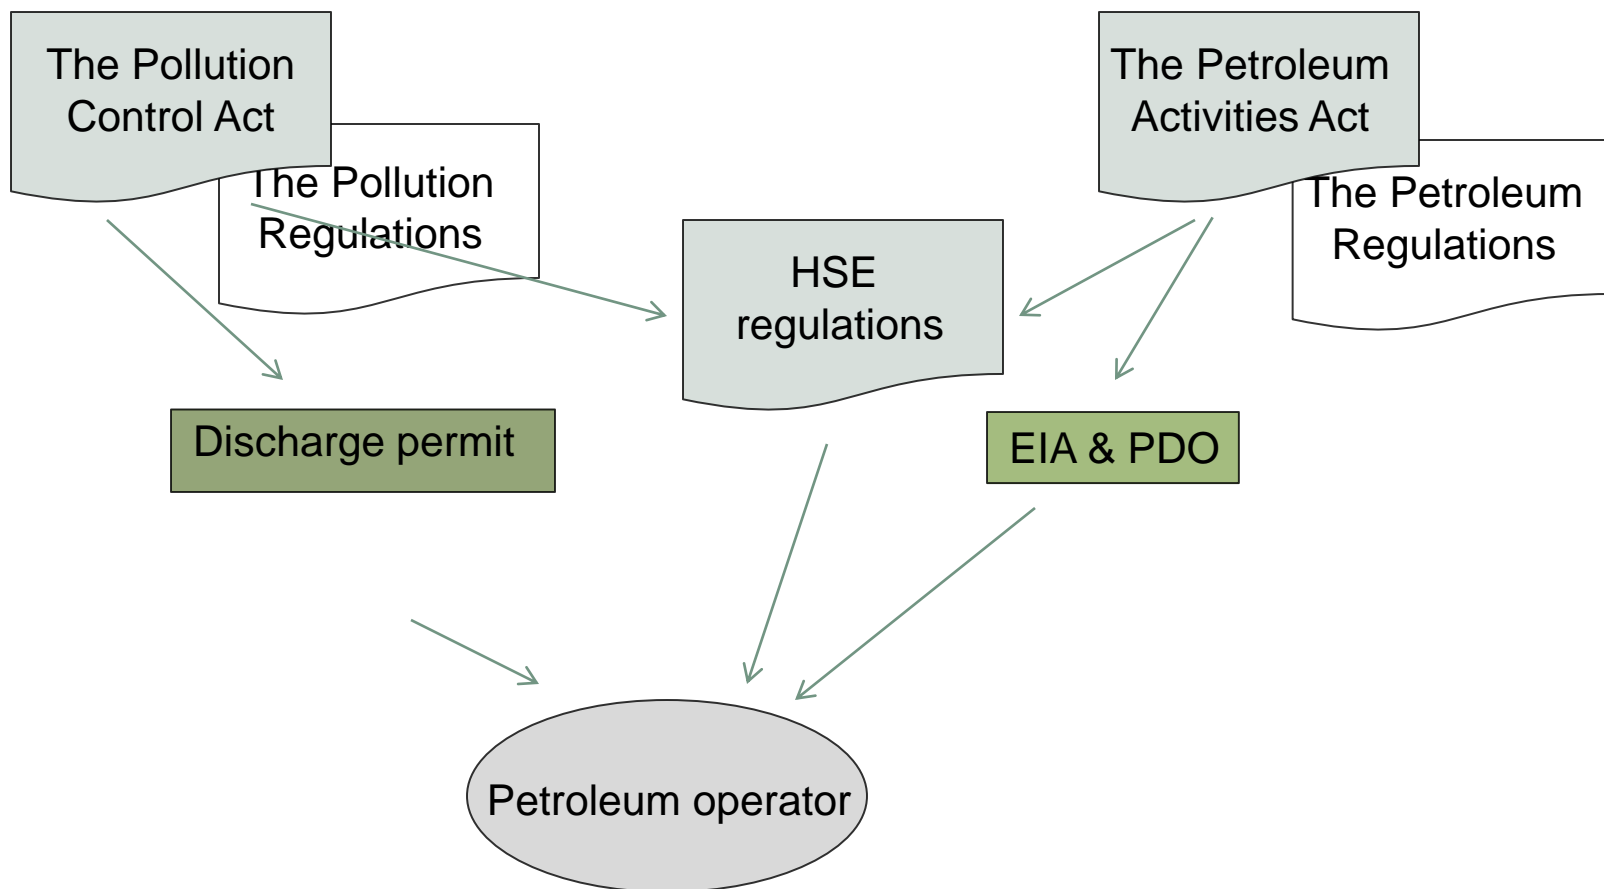 The Pollution
Control Act
The Pollution
Regulations
The Petroleum
Activities Act
The Petroleum
Regulations
HSE
regulations
Discharge permit
EIA & PDO
Petroleum operator